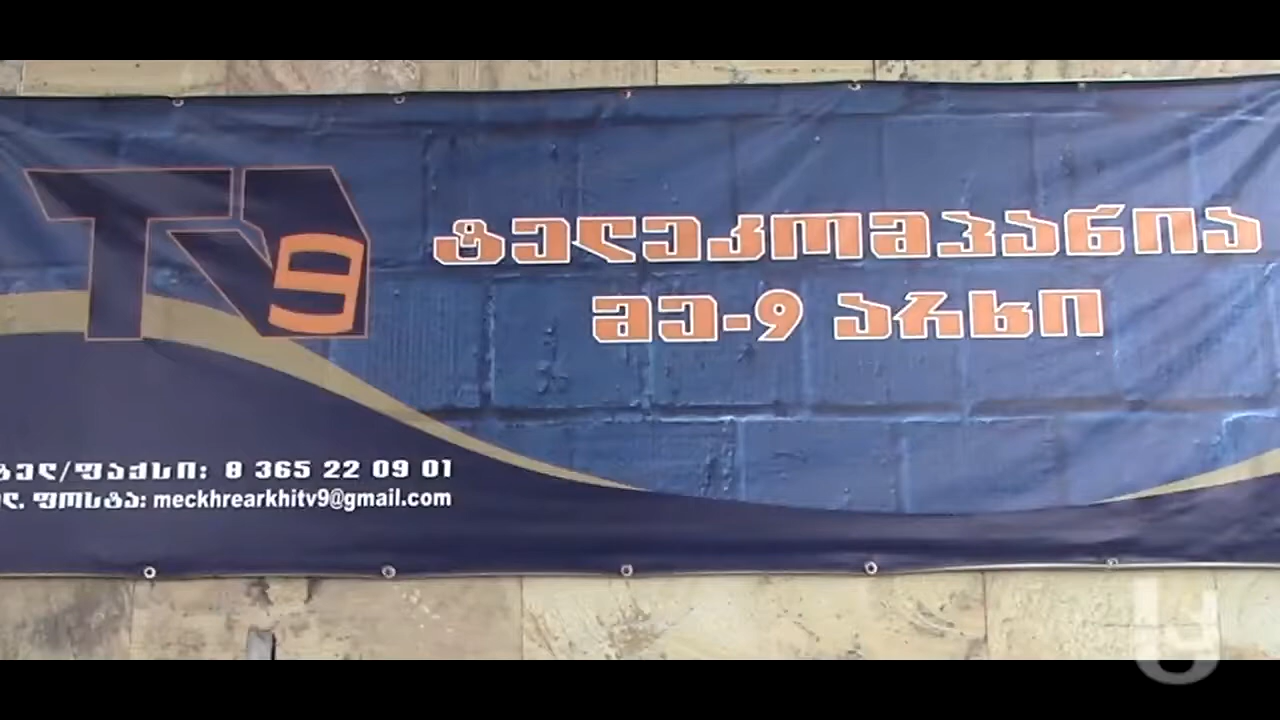 TV9
ტელეკომპანია
მე-9 არხი
ტელ/ფაქსი: 8 365 22 09 01
ელ. ფოსტა: meckhrearkhitv9@gmail.com